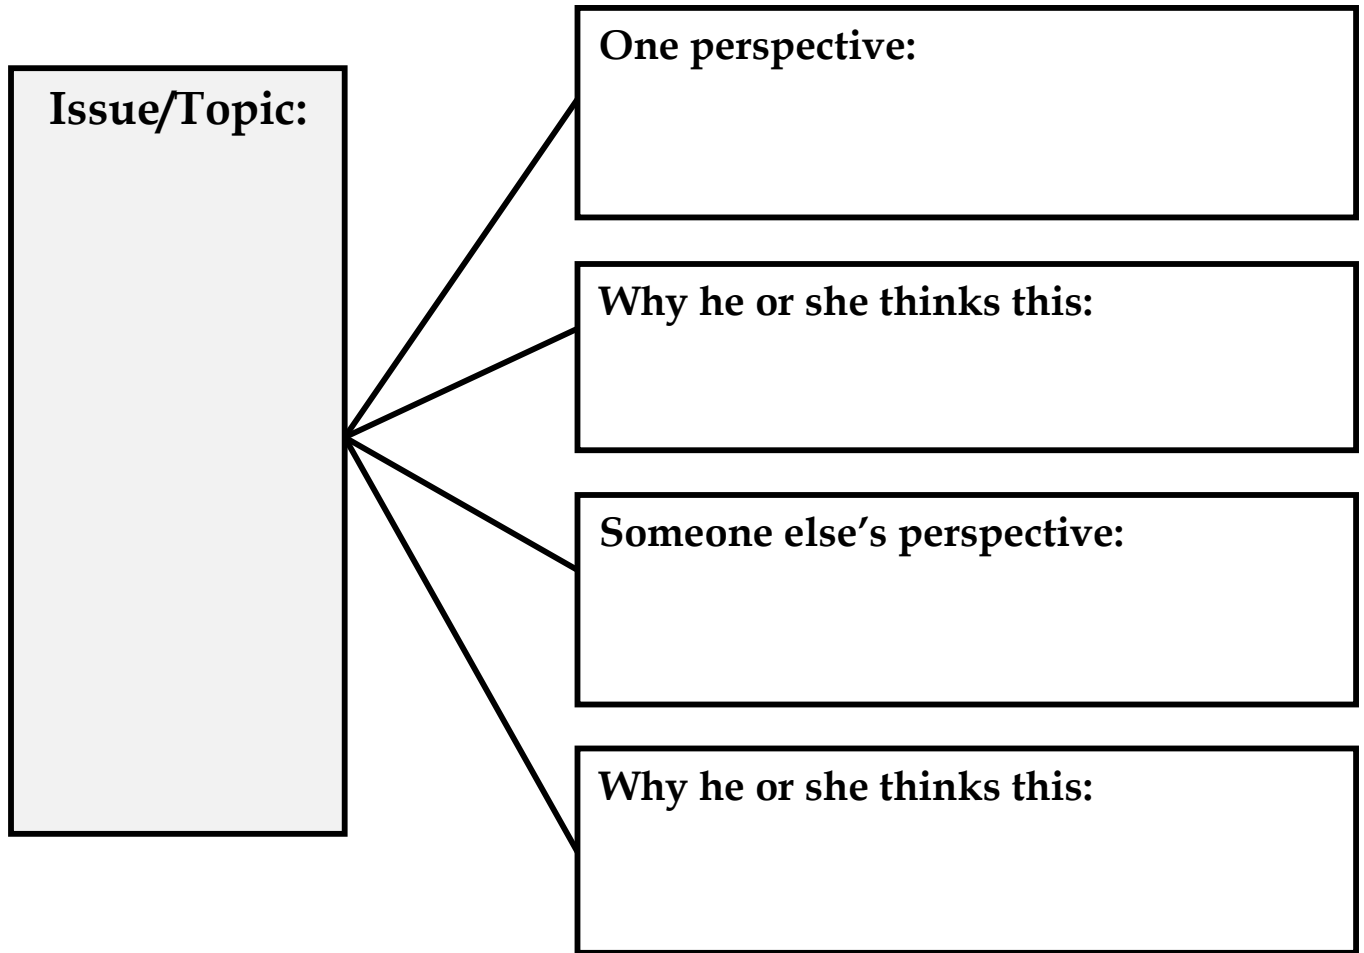 Issue/Topic:
One perspective:
Why he or she thinks this:
Someone else’s perspective:
Why he or she thinks this: